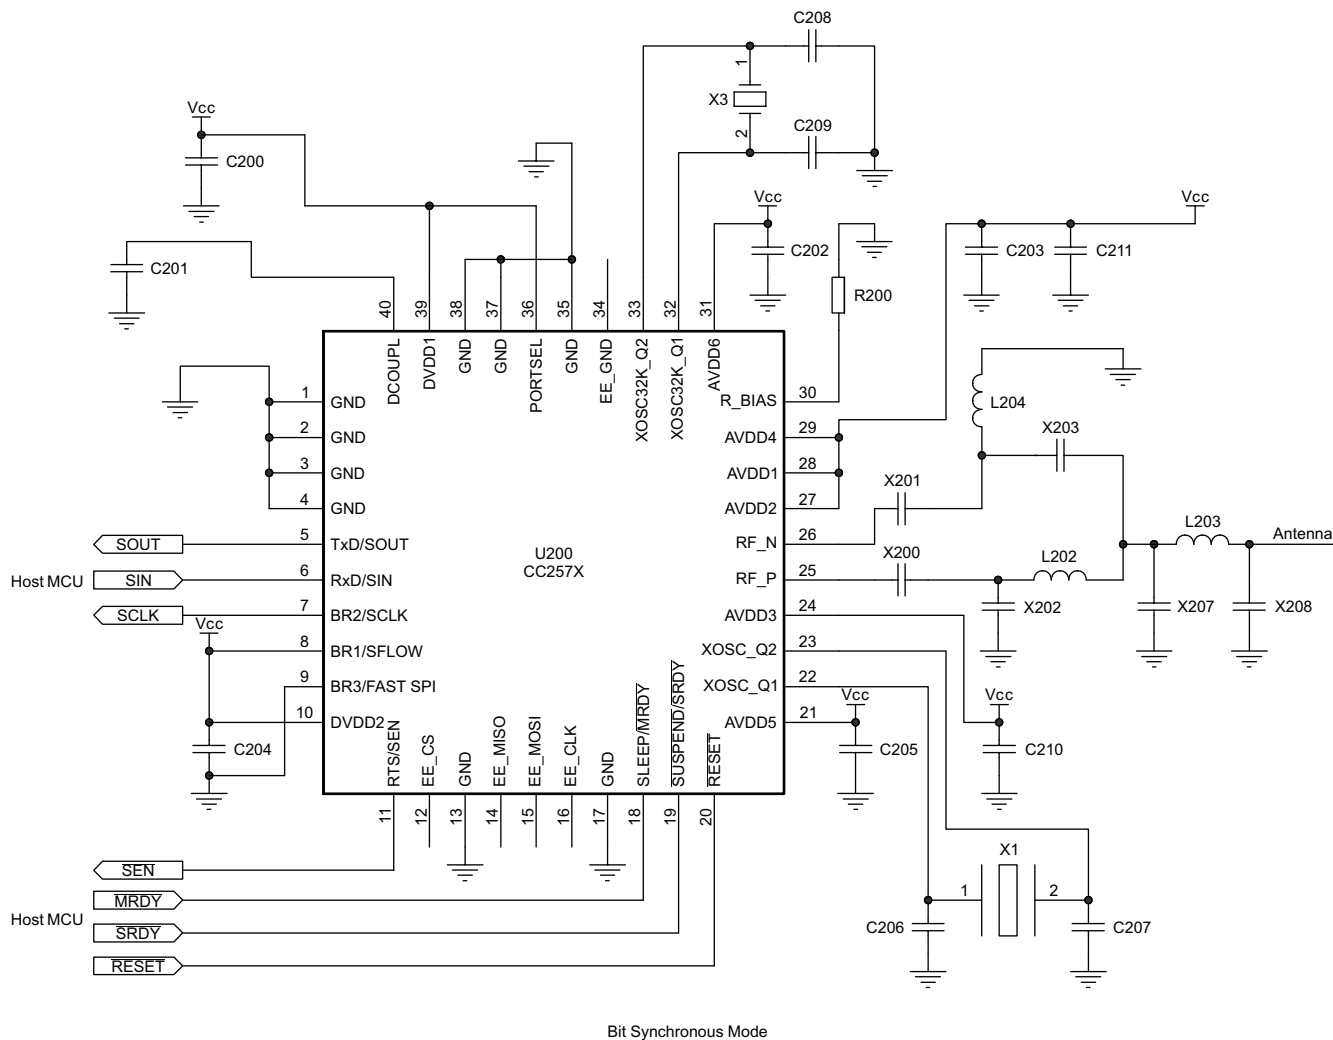 C208
1
X3
2
C209
Vcc
C200
C201
Vcc
C202
R200
Vcc
C203
C211
40
39
38
37
36
35
34
33
32
31
DCOUPL
DVDD1
GND
GND
PORTSEL
GND
EE_GND
XOSC32K_Q2
XOSC32K_Q1
AVDD6
1 GND
2 GND
3 GND
4 GND
SOUT 5 TxD/SOUT
Host MCU SIN 6 RxD/SIN
SCLK 7 BR2/SCLK
Vcc
8 BR1/SFLOW
9 BR3/FAST SPI
10 DVDD2
C204
U200
CC257X
R_BIAS 30
AVDD4 29
AVDD1 28
AVDD2 27
RF_N 26
RF_P 25
AVDD3 24
XOSC_Q2 23
XOSC_Q1 22
AVDD5 21
L204
X203
X201
X200
L202
L203
Antenna
X202
X207
X208
Vcc
C205
Vcc
C210
RTS/SEN
EE_CS
GND
EE_MISO
EE_MOSI
EE_CLK
GND
SLEEP/MRDY
SUSPEND/SRDY
RESET
11
12
13
14
15
16
17
18
19
20
SEN
MRDY
Host MCU
SRDY
RESET
X1
1
2
C206
C207
Bit Synchronous Mode